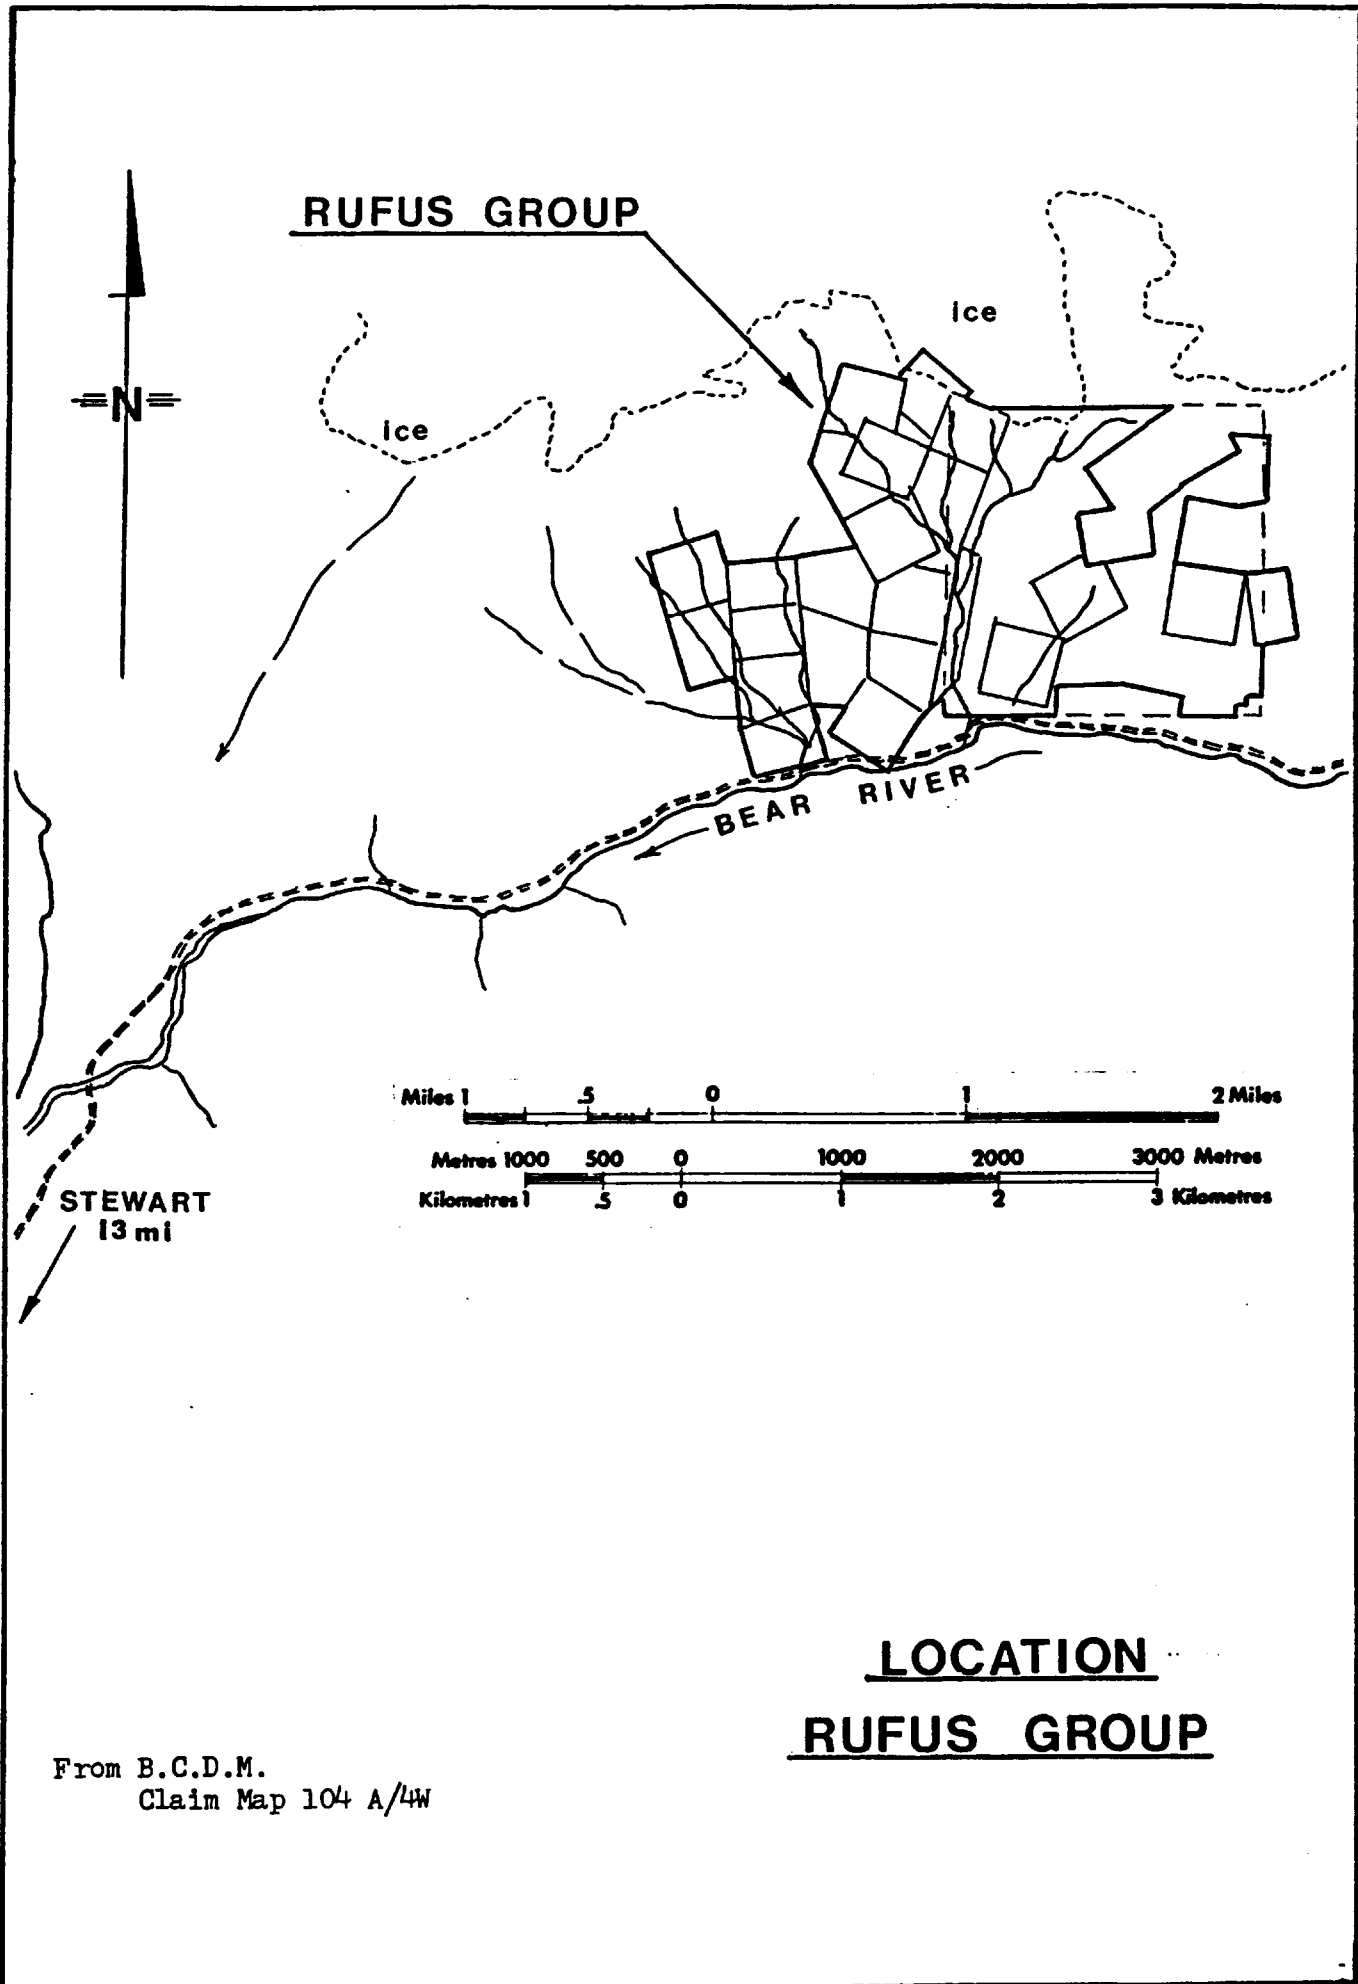 RUFUS GROUP
ice
N
ice
BEAR RIVER
Miles 1 .5 0 1 2 Miles
Metres 1000 500 0 1000 2000 3000 Metres
Kilometres 1 .5 0 1 2 3 Kilometres
STEWART
13 mi
LOCATION
RUFUS GROUP
From B.C.D.M.
Claim Map 104 A/4W